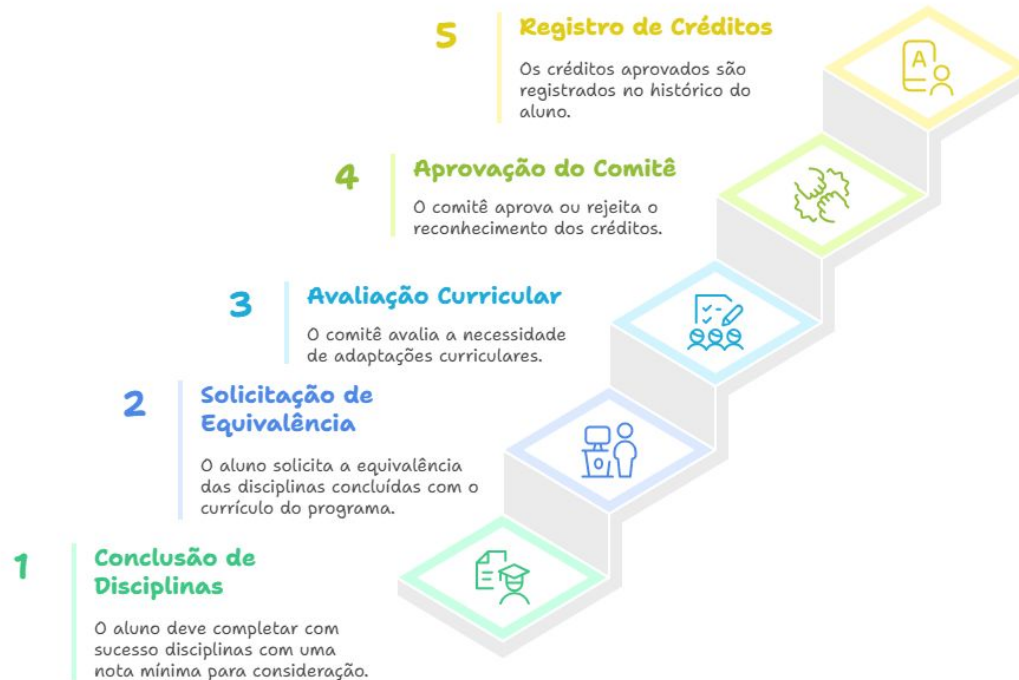 5
Registro de Créditos
Os créditos aprovados são
registrados no histórico do
aluno.
4
Aprovação do Comitê
O comitê aprova ou rejeita o
reconhecimento dos créditos.
3
Avaliação Curricular
O comitê avalia a necessidade
de adaptações curriculares.
2
Solicitação de
Equivalência
O aluno solicita a equivalência
das disciplinas concluídas com o
currículo do programa.
1
Conclusão de
Disciplinas
O aluno deve completar com
sucesso disciplinas com uma
nota mínima para consideração.
A